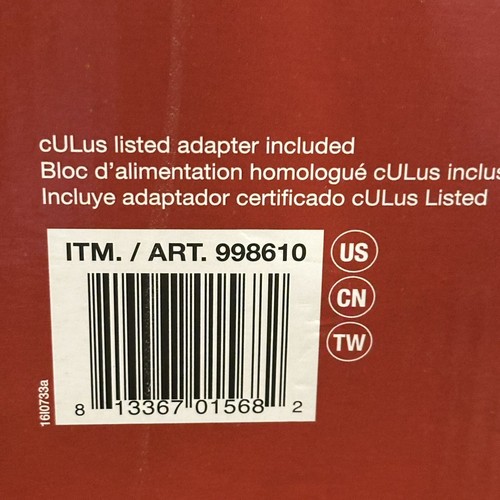 cULus listed adapter included
Bloc d'alimentation homologué cULus inclus
Incluye adaptador certificado cULus Listed
ITM. / ART. 998610
US
CN
TW
8 13367 01568 2
16I0733a